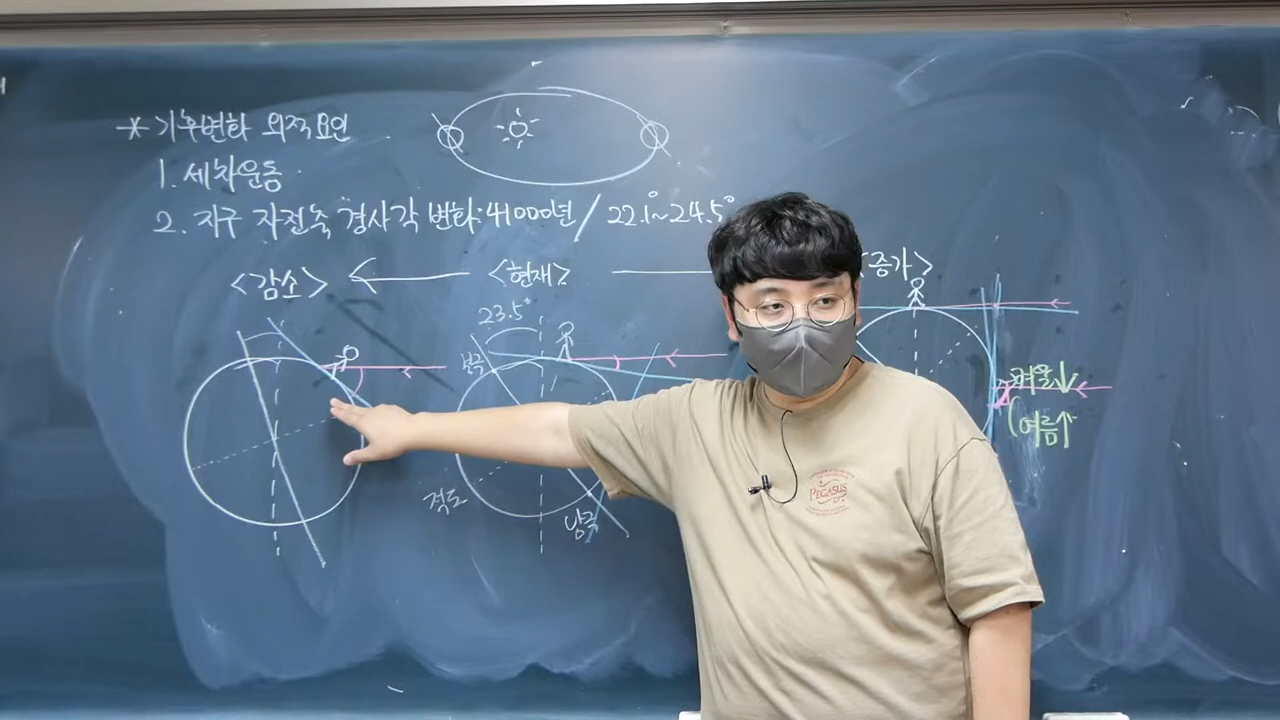 * 기후변화 외적요인
1. 세차운동
2. 지구 자전축 경사각 변화: 41000년 / 22.1~24.5°
<감소> <현재> <증가>
23.5°
북극
겨울↓
(여름↑
적도
남극
PEGASUS